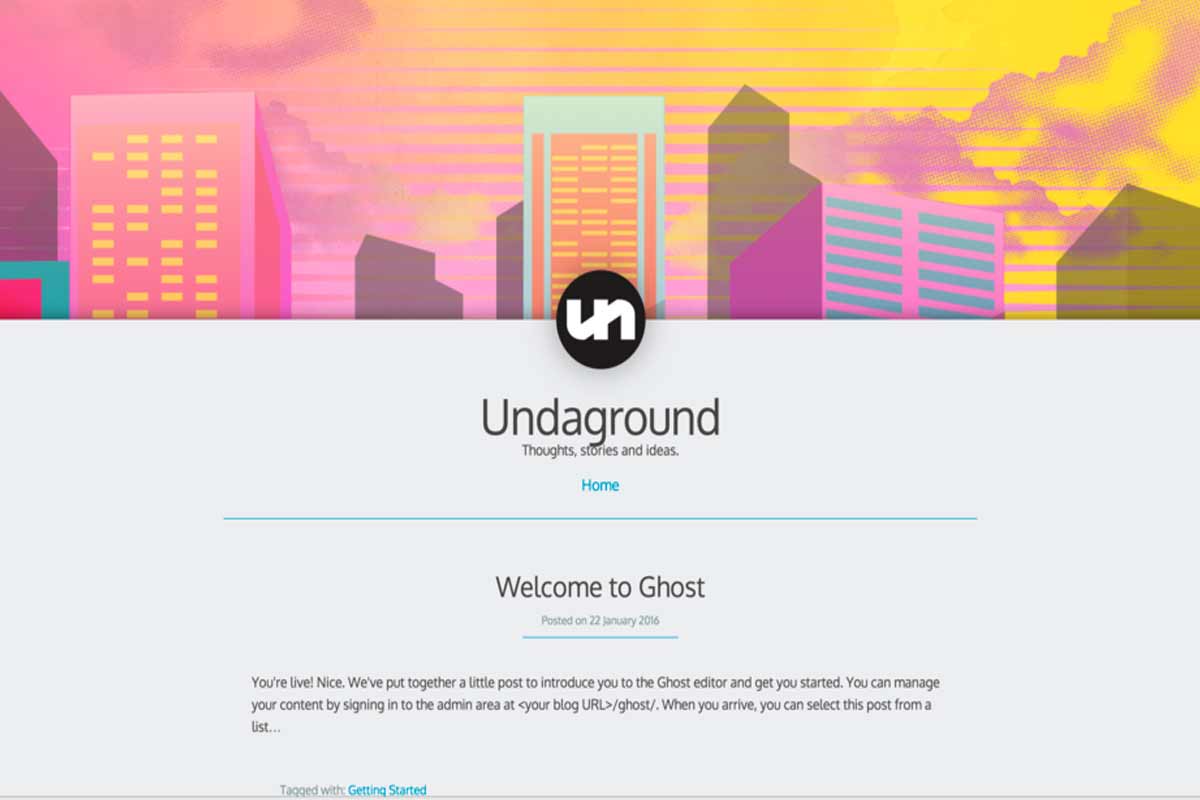 un
Undaground
Thoughts, stories and ideas.
Home
Welcome to Ghost
Posted on 22 January 2016
You're live! Nice. We've put together a little post to introduce you to the Ghost editor and get you started. You can manage
your content by signing in to the admin area at <your blog URL>/ghost/. When you arrive, you can select this post from a
list…
Tagged with: Getting Started